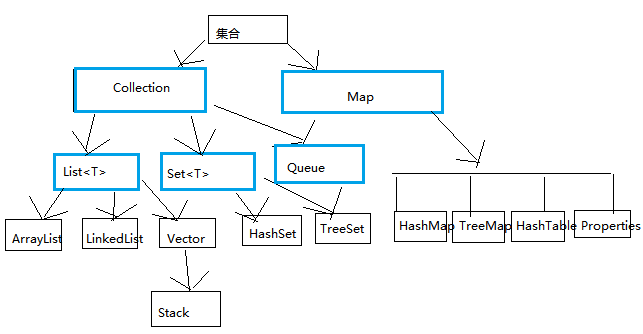 集合
Collection
Map
List<T>
Set<T>
Queue
ArrayList
LinkedList
Vector
HashSet
TreeSet
HashMap
TreeMap
HashTable
Properties
Stack